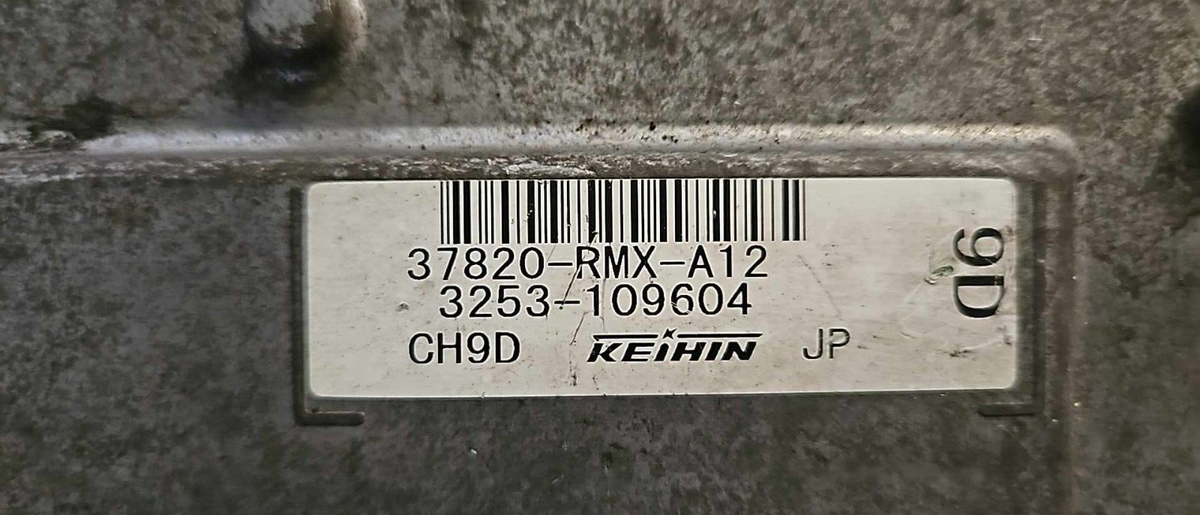 37820-RMX-A12
3253-109604
CH9D KEIHIN JP
9D